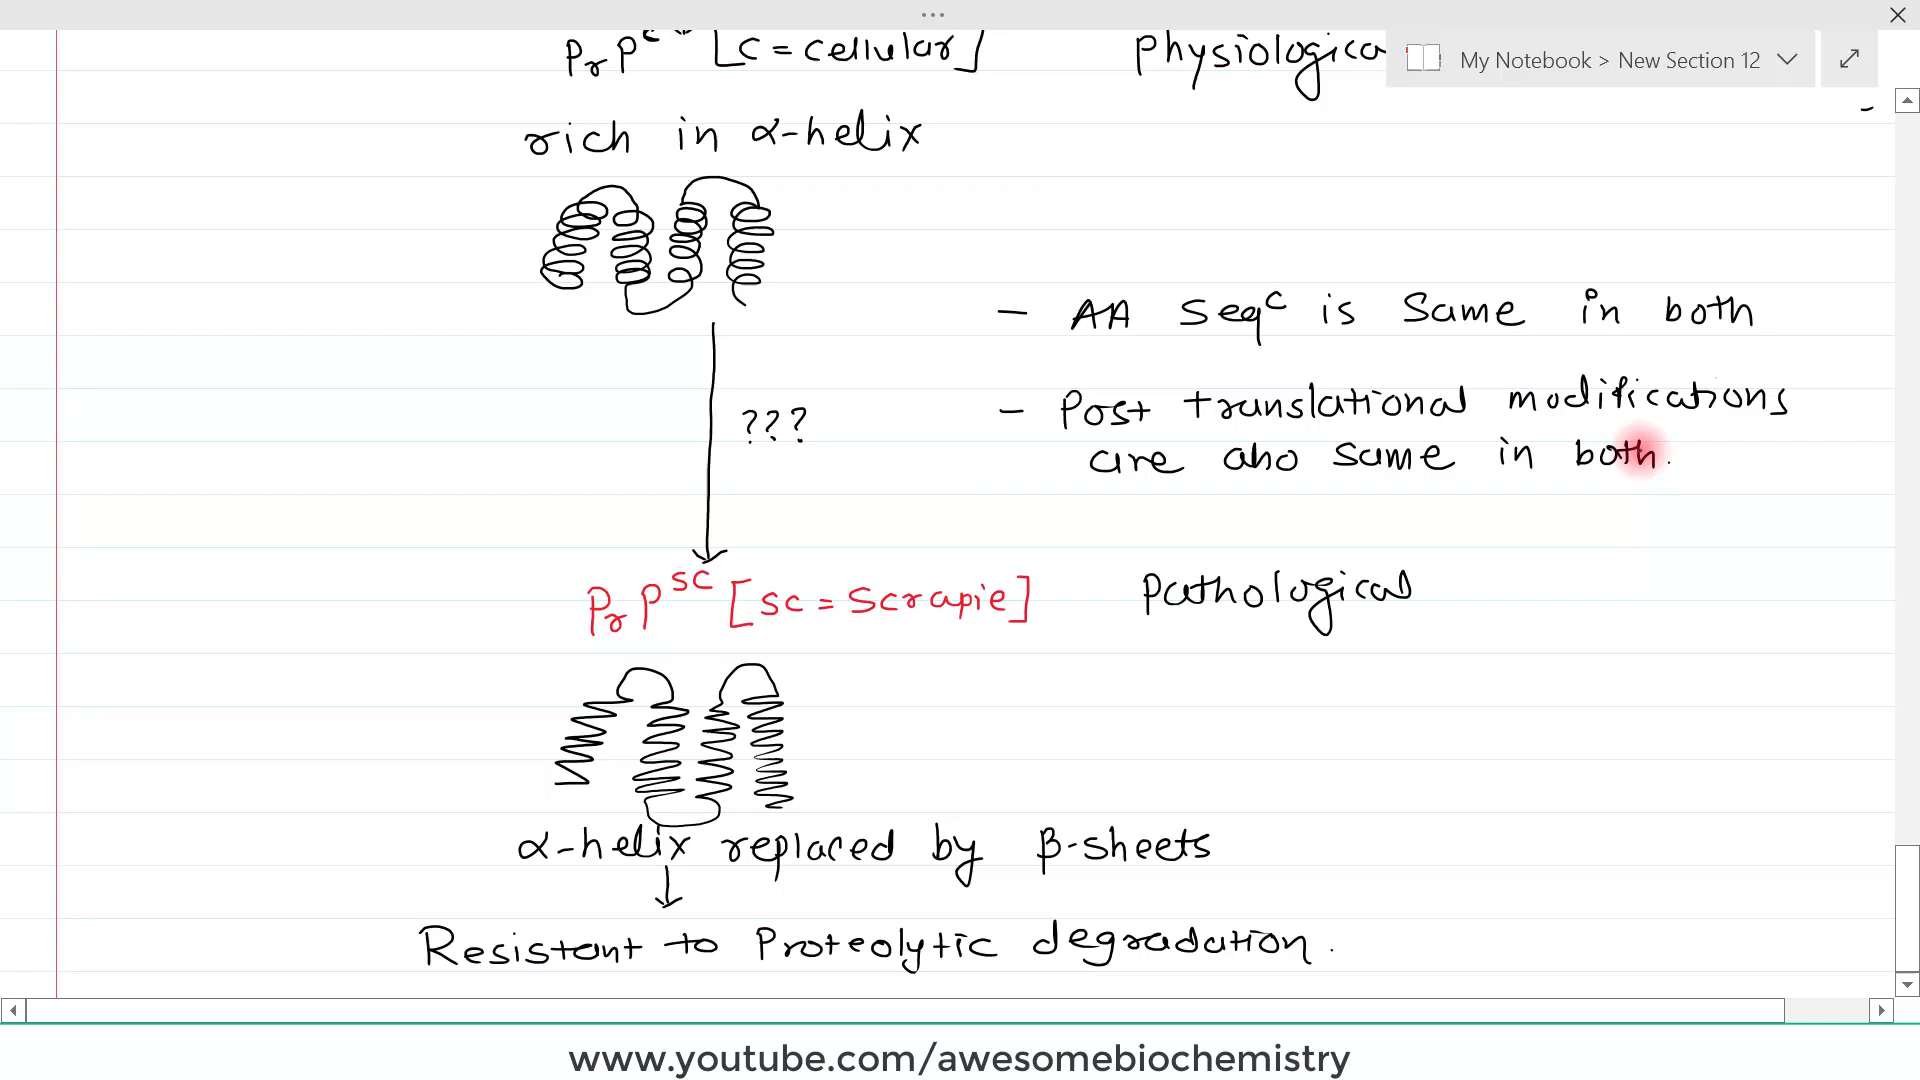 PrP^c [C = cellular] Physiologica
My Notebook > New Section 12
rich in α-helix
- AA Seq^c is Same in both
- Post translational modifications
are also same in both.
???
PrP^SC [SC = Scrapie] Pathological
α-helix replaced by β-sheets
Resistant to Proteolytic degradation.
www.youtube.com/awesomebiochemistry